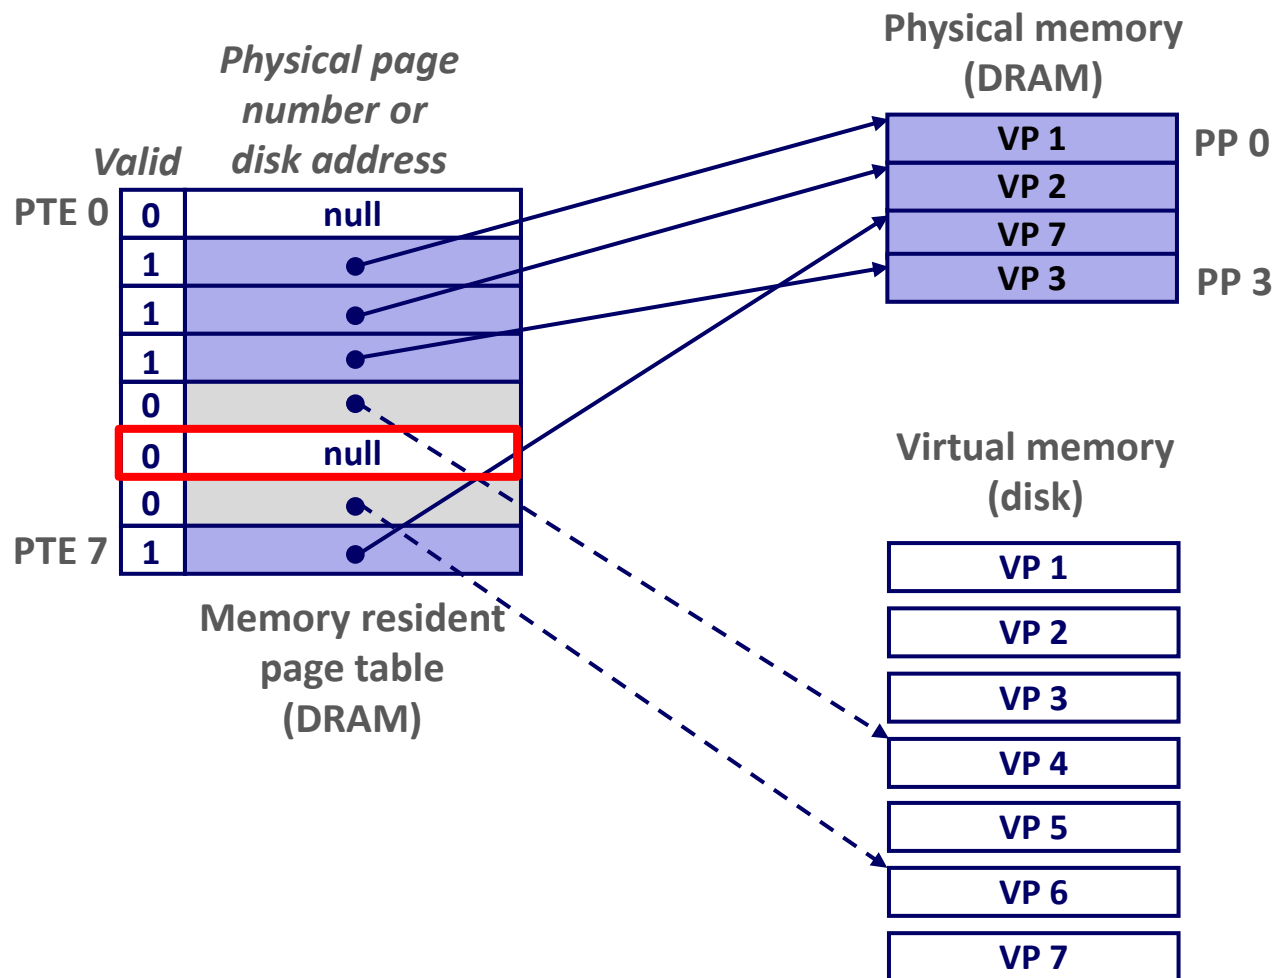 Physical memory
(DRAM)
Physical page
number or
disk address
Valid
VP 1
PP 0
VP 2
VP 7
VP 3
PP 3
PTE 0
0
null
1
1
1
0
0
null
0
PTE 7
1
Memory resident
page table
(DRAM)
Virtual memory
(disk)
VP 1
VP 2
VP 3
VP 4
VP 5
VP 6
VP 7